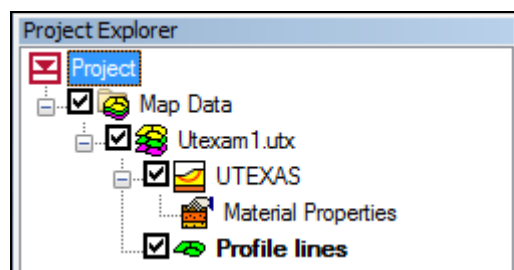 Project Explorer
Project
Map Data
Utexam1.utx
UTEXAS
Material Properties
Profile lines